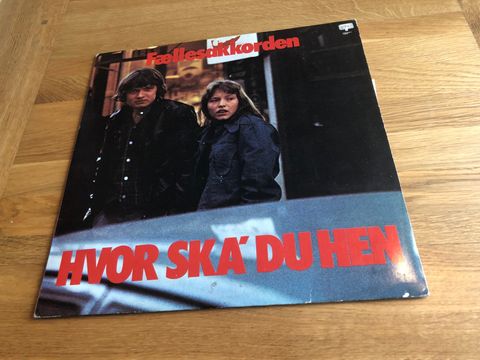 Fællesakkorden
HVOR SKA' DU HEN